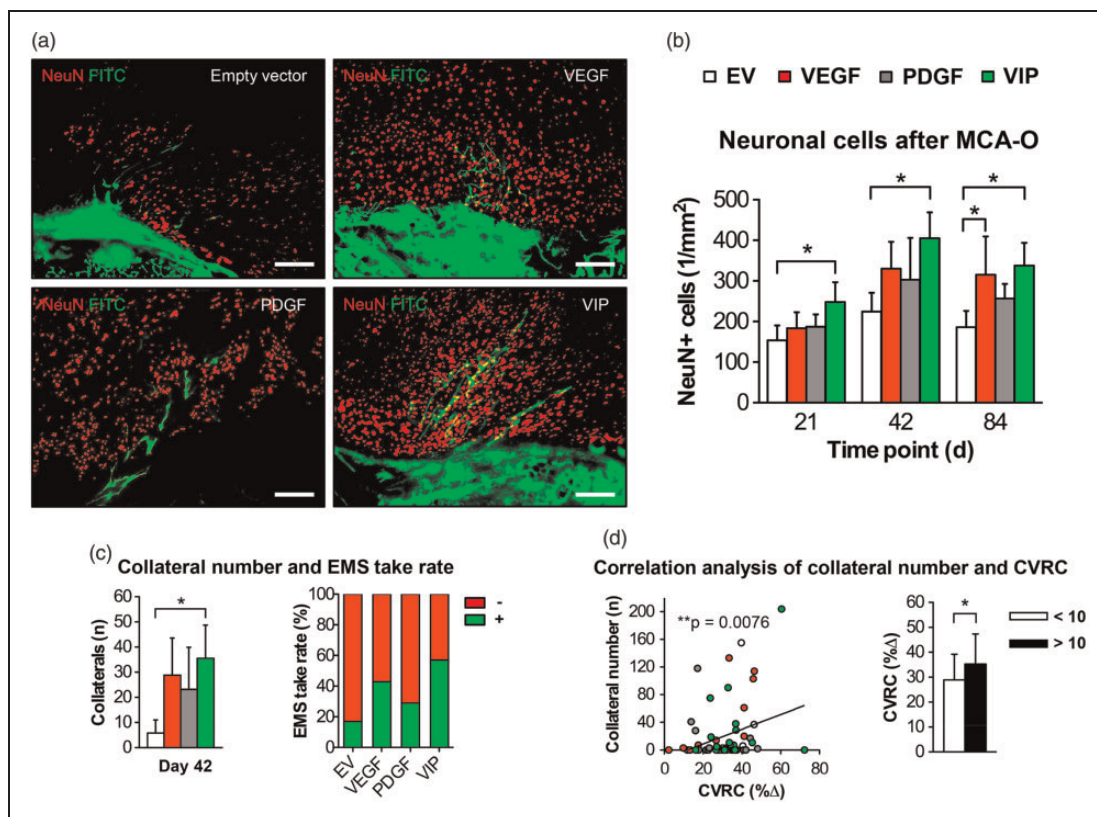 (a)
NeuN FITC Empty vector
NeuN FITC VEGF
NeuN FITC PDGF
NeuN FITC VIP
(b)
EV VEGF PDGF VIP
Neuronal cells after MCA-O
NeuN+ cells (1/mm²)
500
400
300
200
100
0
* * * *
21 42 84
Time point (d)
(c)
Collateral number and EMS take rate
Collaterals (n)
60
50
40
30
20
10
0
*
Day 42
EMS take rate (%)
100
80
60
40
20
0
EV VEGF PDGF VIP
-
+
(d)
Correlation analysis of collateral number and CVRC
Collateral number (n)
200
160
120
80
40
0
**p = 0.0076
0 20 40 60 80
CVRC (%Δ)
CVRC (%Δ)
60
50
40
30
20
10
0
*
< 10
> 10